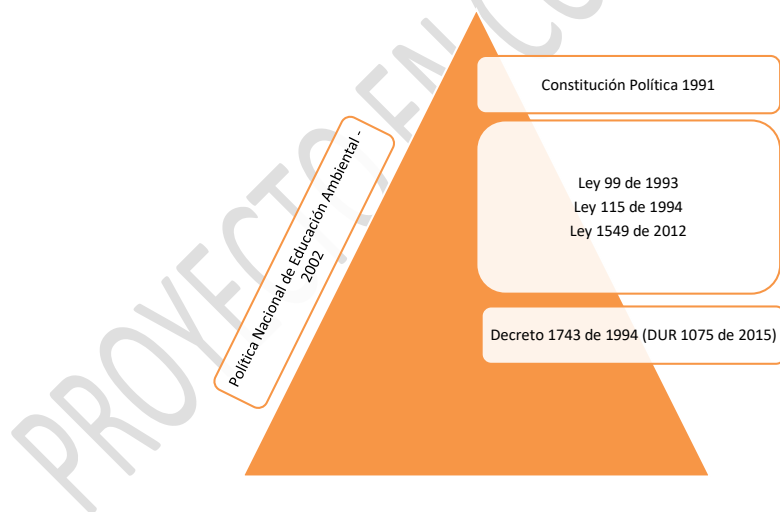 Constitución Política 1991
Ley 99 de 1993
Ley 115 de 1994
Ley 1549 de 2012
Decreto 1743 de 1994 (DUR 1075 de 2015)
Política Nacional de Educación Ambiental -
2002
PROYECTO EN CO